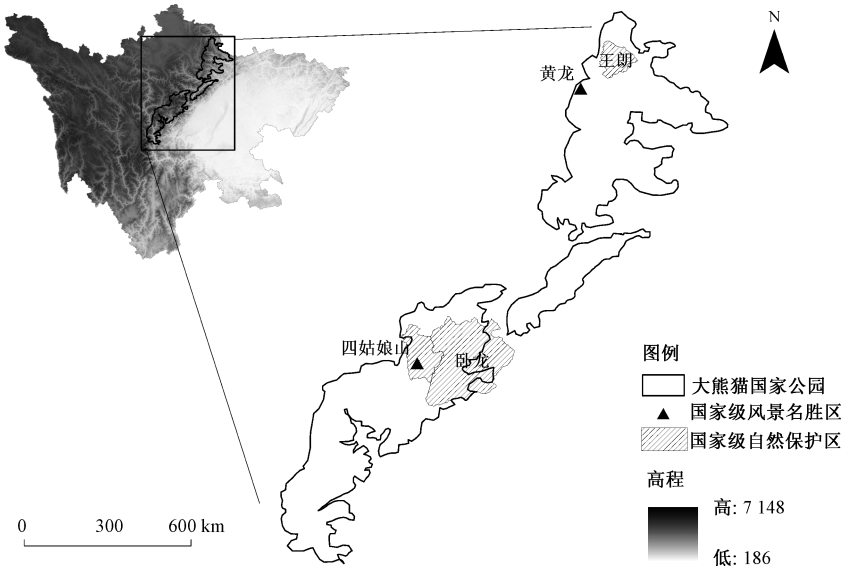 N
王朗
黄龙
四姑娘山
卧龙
图例
大熊猫国家公园
国家级风景名胜区
国家级自然保护区
高程
高: 7 148
低: 186
0 300 600 km